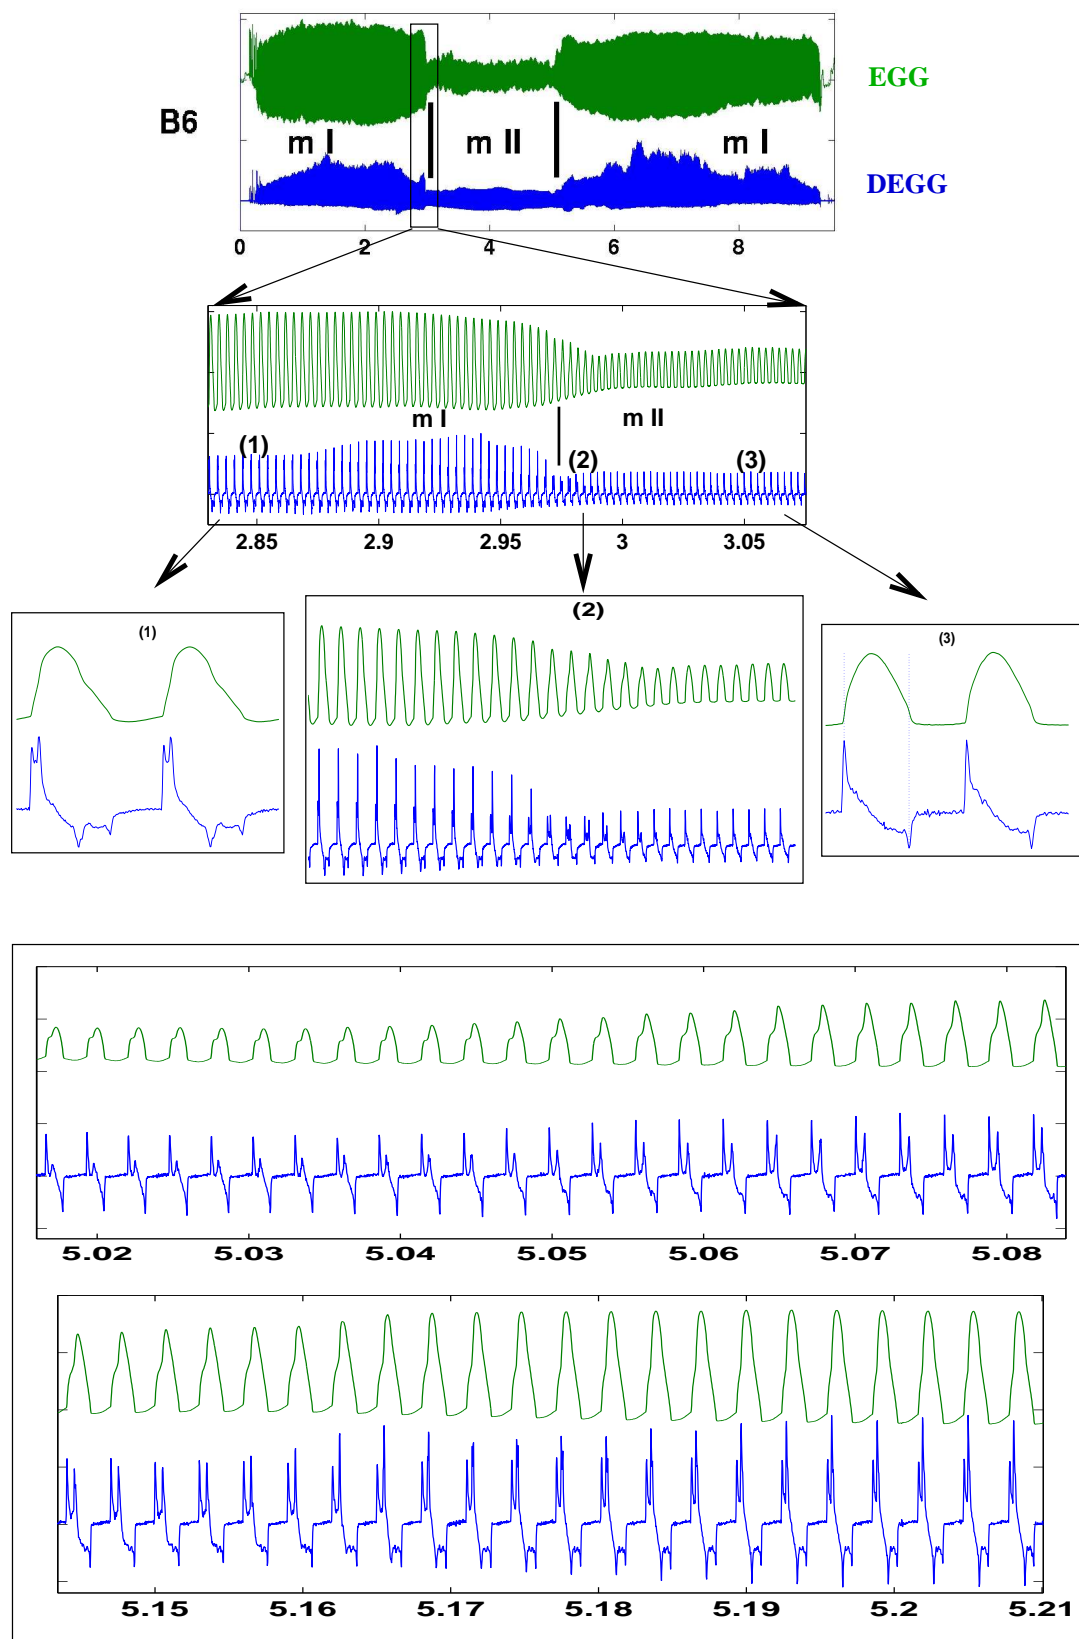 EGG
B6
m I
m II
m I
DEGG
0 2 4 6 8
m I
m II
(1)
(2)
(3)
2.85 2.9 2.95 3 3.05
(1)
(2)
(3)
5.02 5.03 5.04 5.05 5.06 5.07 5.08
5.15 5.16 5.17 5.18 5.19 5.2 5.21